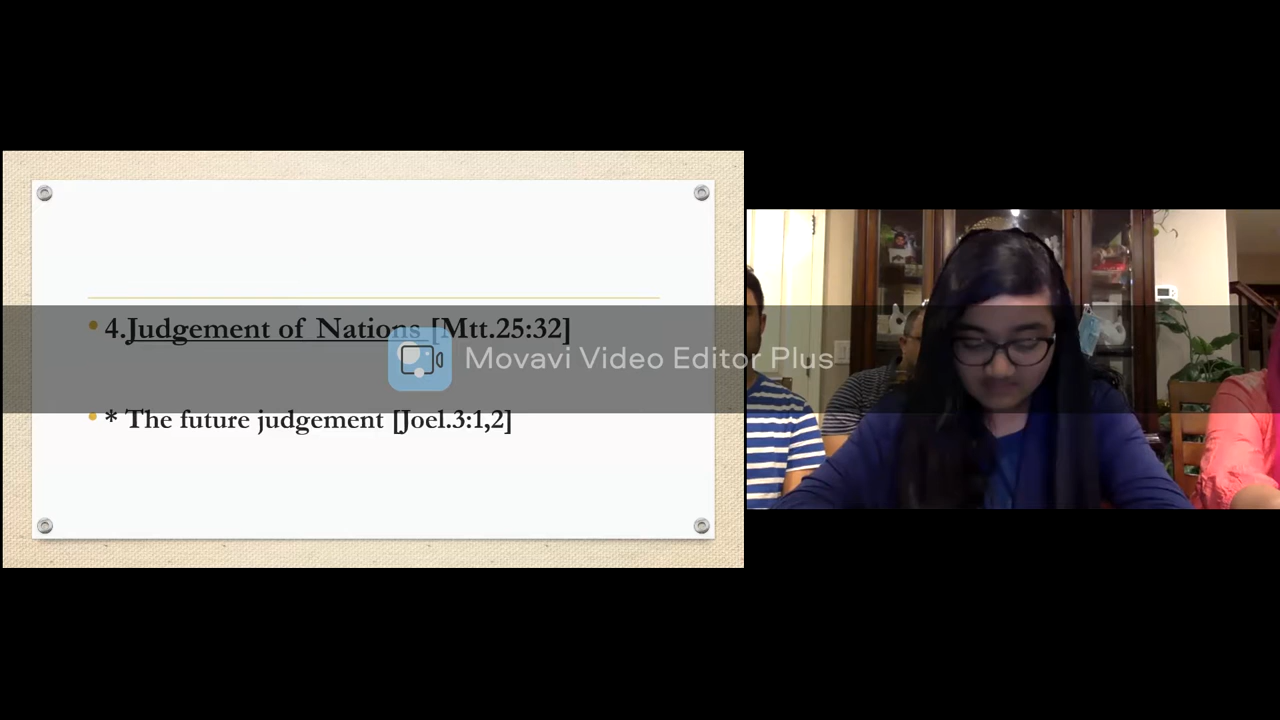 • 4.Judgement of Nations [Mtt.25:32]
Movavi Video Editor Plus
• * The future judgement [Joel.3:1,2]